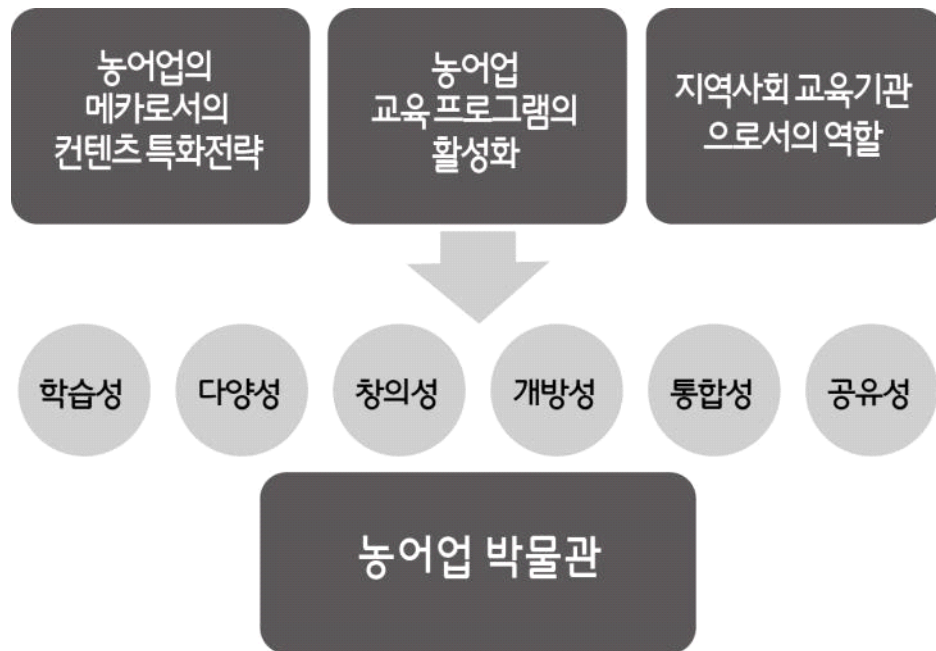 농어업의
메카로서의
컨텐츠 특화전략
농어업
교육 프로그램의
활성화
지역사회 교육기관
으로서의 역할
학습성
다양성
창의성
개방성
통합성
공유성
농어업 박물관